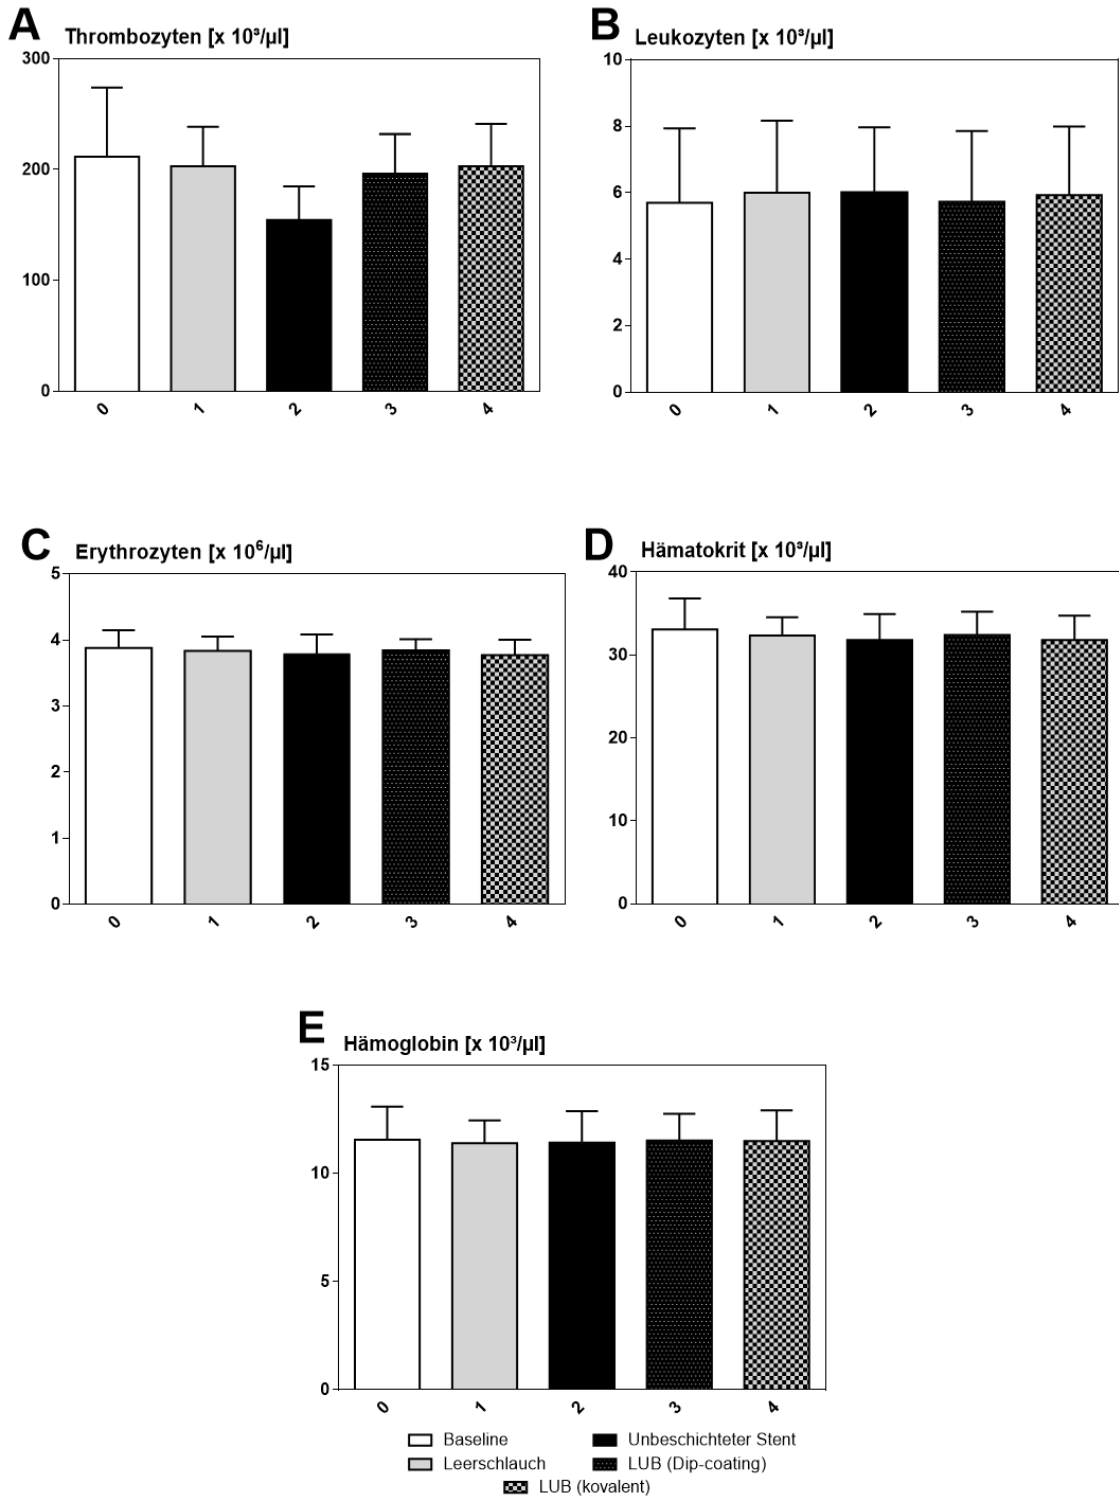 A
Thrombozyten [x 10³/µl]
300
200
100
0
0 1 2 3 4
B
Leukozyten [x 10³/µl]
10
8
6
4
2
0
0 1 2 3 4
C
Erythrozyten [x 10⁶/µl]
5
4
3
2
1
0
0 1 2 3 4
D
Hämatokrit [x 10³/µl]
40
30
20
10
0
0 1 2 3 4
E
Hämoglobin [x 10³/µl]
15
10
5
0
0 1 2 3 4
Baseline
Unbeschichteter Stent
Leerschlauch
LUB (Dip-coating)
LUB (kovalent)